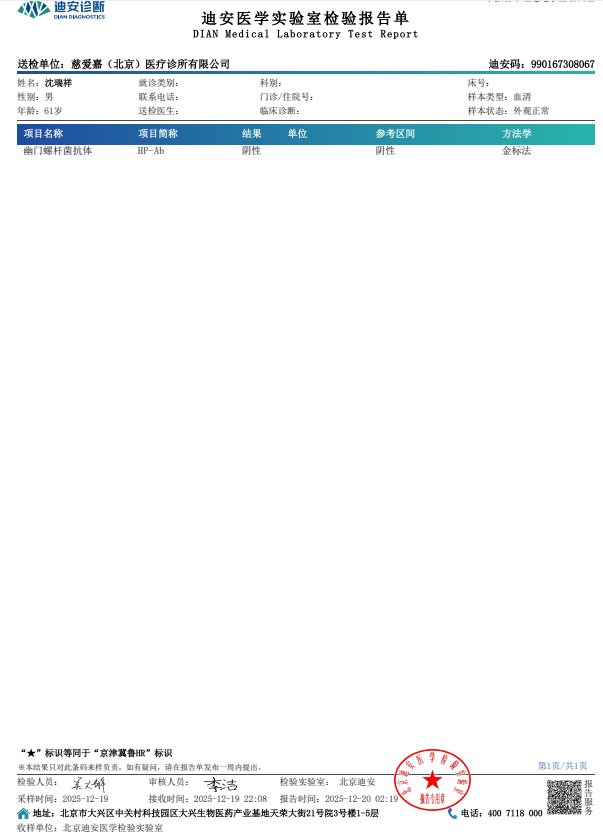 迪安诊断
DIAN DIAGNOSTICS
迪安医学实验室检验报告单
DIAN Medical Laboratory Test Report
送检单位：慈爱嘉（北京）医疗诊所有限公司 迪安码：990167308067
姓名：沈瑞祥 就诊类别： 科别： 床号：
性别：男 联系电话： 门诊/住院号： 样本类型：血清
年龄：61岁 送检医生： 临床诊断： 样本状态：外观正常
项目名称 项目简称 结果 单位 参考区间 方法学
幽门螺杆菌抗体 HP-Ab 阴性 阴性 金标法
“★”标识等同于“京津冀鲁HR”标识
※本结果只对此条码来样负责，如有疑问，请在报告单发布一周内提出。 第1页/共1页
检验人员： 审核人员： 李洁 检验实验室： 北京迪安
采样时间：2025-12-19 接收时间：2025-12-19 22:08 报告时间：2025-12-20 02:19
报告专用章
报告服务
地址：北京市大兴区中关村科技园区大兴生物医药产业基地天荣大街21号院3号楼1-5层 电话：400 7118 000
收样单位：北京迪安医学检验实验室